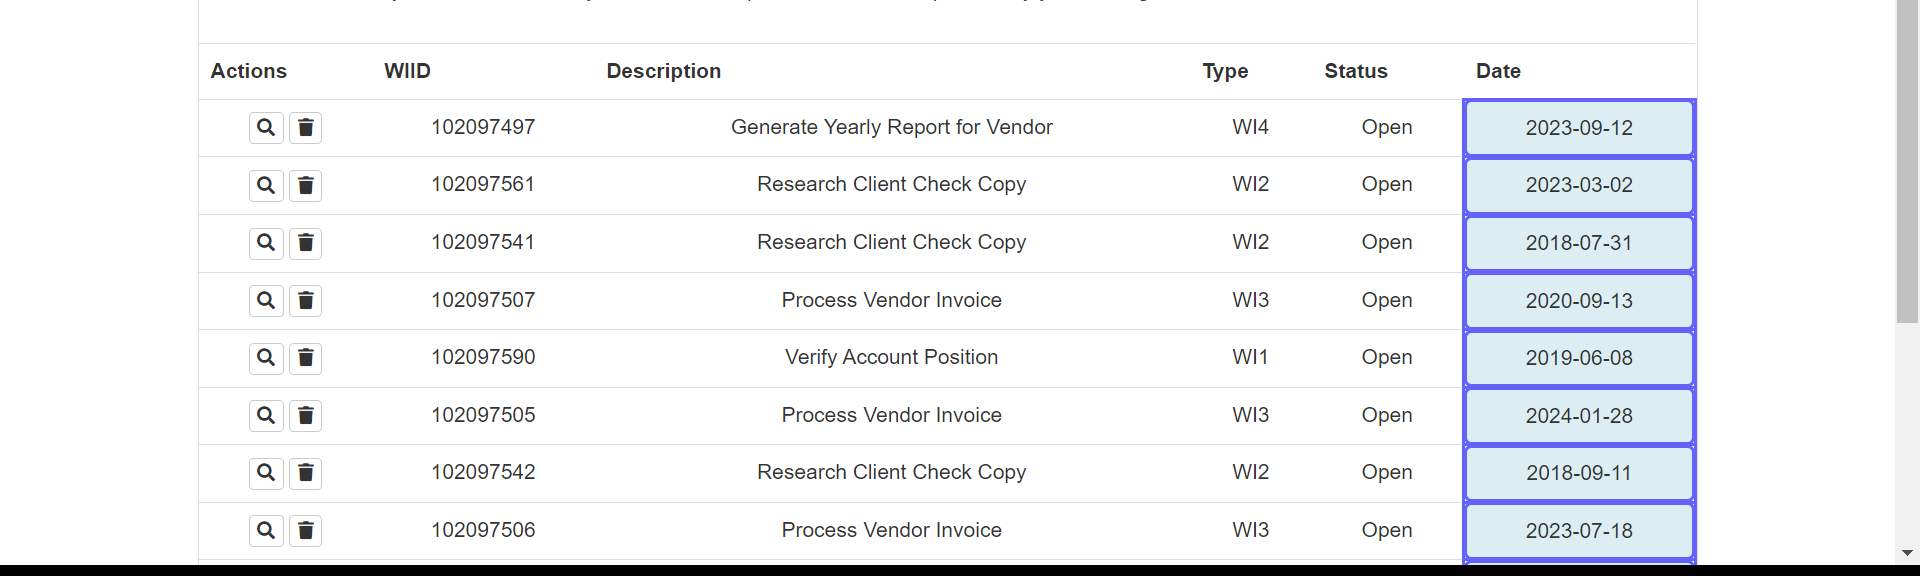 Actions WIID Description Type Status Date
102097497 Generate Yearly Report for Vendor WI4 Open 2023-09-12
102097561 Research Client Check Copy WI2 Open 2023-03-02
102097541 Research Client Check Copy WI2 Open 2018-07-31
102097507 Process Vendor Invoice WI3 Open 2020-09-13
102097590 Verify Account Position WI1 Open 2019-06-08
102097505 Process Vendor Invoice WI3 Open 2024-01-28
102097542 Research Client Check Copy WI2 Open 2018-09-11
102097506 Process Vendor Invoice WI3 Open 2023-07-18